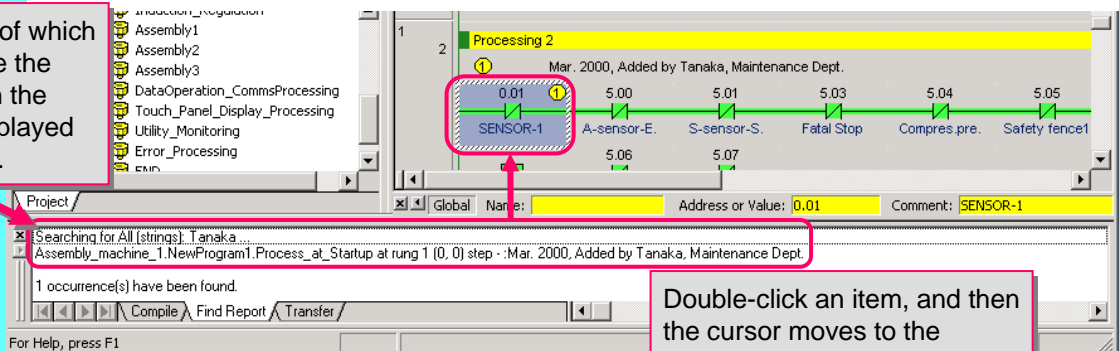 of which
e the
n the
played
.
Induction_Regulation
Assembly1
Assembly2
Assembly3
DataOperation_CommsProcessing
Touch_Panel_Display_Processing
Utility_Monitoring
Error_Processing
END
Project
1
2
Processing 2
1 Mar. 2000, Added by Tanaka, Maintenance Dept.
0.01 1 5.00 5.01 5.03 5.04 5.05
SENSOR-1 A-sensor-E. S-sensor-S. Fatal Stop Compres.pre. Safety fence1
5.06 5.07
Global Name: Address or Value: 0.01 Comment: SENSOR-1
Searching for All (strings): Tanaka ...
Assembly_machine_1.NewProgram1.Process_at_Startup at rung 1 (0, 0) step - :Mar. 2000, Added by Tanaka, Maintenance Dept.
1 occurrence(s) have been found.
Compile Find Report Transfer
Double-click an item, and then
the cursor moves to the
For Help, press F1